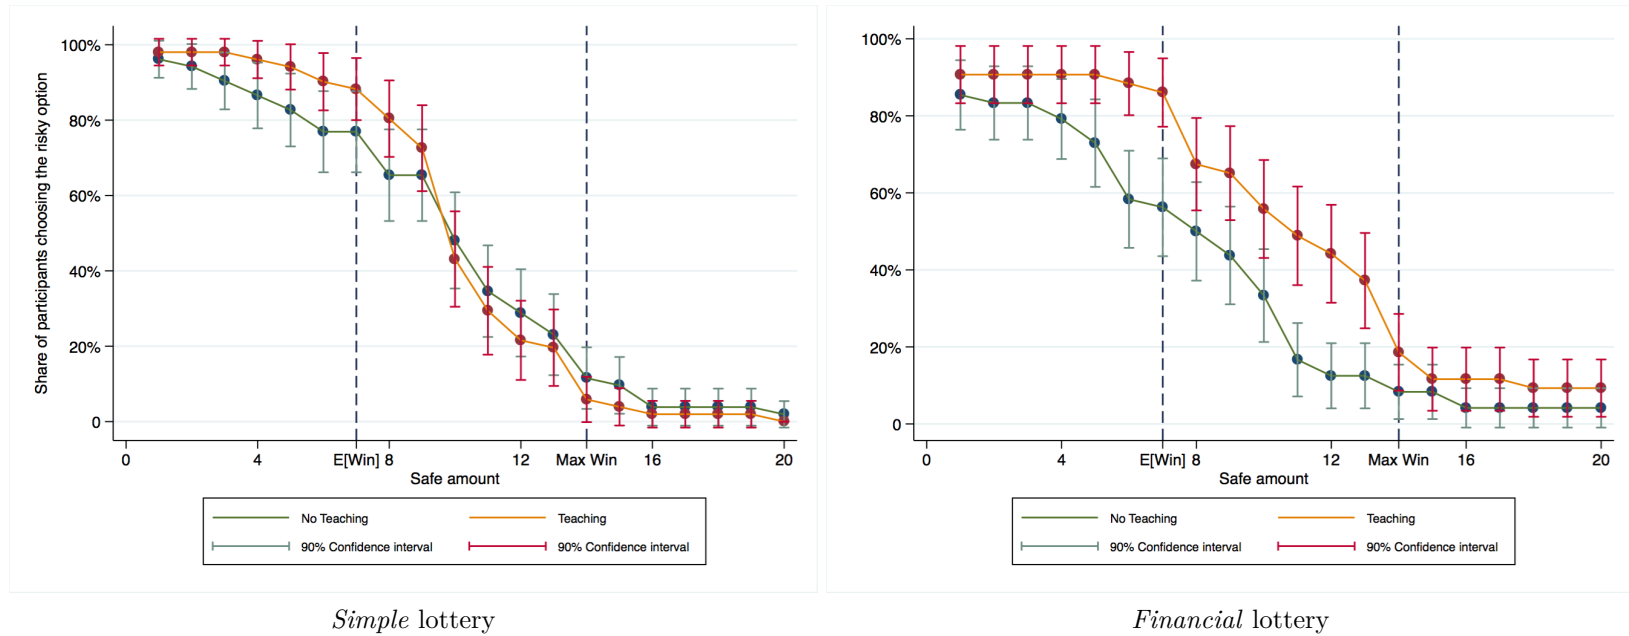 Share of participants choosing the risky option
100%
80%
60%
40%
20%
0
0 4 E[Win] 8 12 Max Win 16 20
Safe amount
No Teaching Teaching
90% Confidence interval 90% Confidence interval
Simple lottery
100%
80%
60%
40%
20%
0
0 4 E[Win] 8 12 Max Win 16 20
Safe amount
No Teaching Teaching
90% Confidence interval 90% Confidence interval
Financial lottery